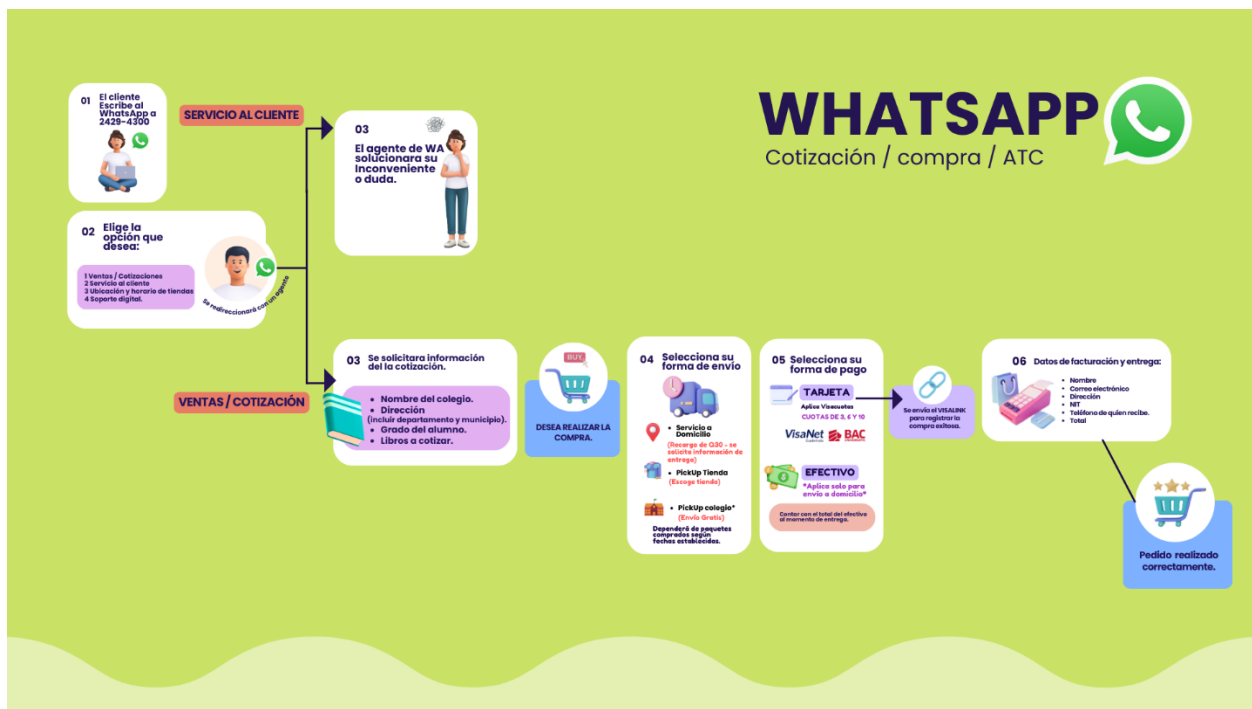 WHATSAPP
Cotización / compra / ATC
01
El cliente
Escribe al
WhatsApp a
2429-4300
SERVICIO AL CLIENTE
03
El agente de WA
solucionara su
Inconveniente
o duda.
02
Elige la
opción que
desea:
1 Ventas / Cotizaciones
2 Servicio al cliente
3 Ubicación y horario de tiendas
4 Soporte digital.
Se redireccionará con un agente
VENTAS / COTIZACIÓN
03
Se solicitara información
del la cotización.
• Nombre del colegio.
• Dirección
(incluir departamento y municipio).
• Grado del alumno.
• Libros a cotizar.
BUY
DESEA REALIZAR LA
COMPRA.
04
Selecciona su
forma de envío
• Servicio a
Domicilio
(Recargo de Q30 - se
solicita información de
entrega)
• PickUp Tienda
(Escoge tienda)
• PickUp colegio*
(Envío Gratis)
Dependerá de paquetes
comprados según
fechas establecidas.
05
Selecciona su
forma de pago
TARJETA
Aplica Visacuotas
CUOTAS DE 3, 6 Y 10
VisaNet
BAC
EFECTIVO
*Aplica solo para
envío a domicilio*
Contar con el total del efectivo
al momento de entrega.
Se envía el VISALINK
para registrar la
compra exitosa.
06
Datos de facturación y entrega:
• Nombre
• Correo electrónico
• Dirección
• NIT
• Teléfono de quien recibe.
• Total
Pedido realizado
correctamente.